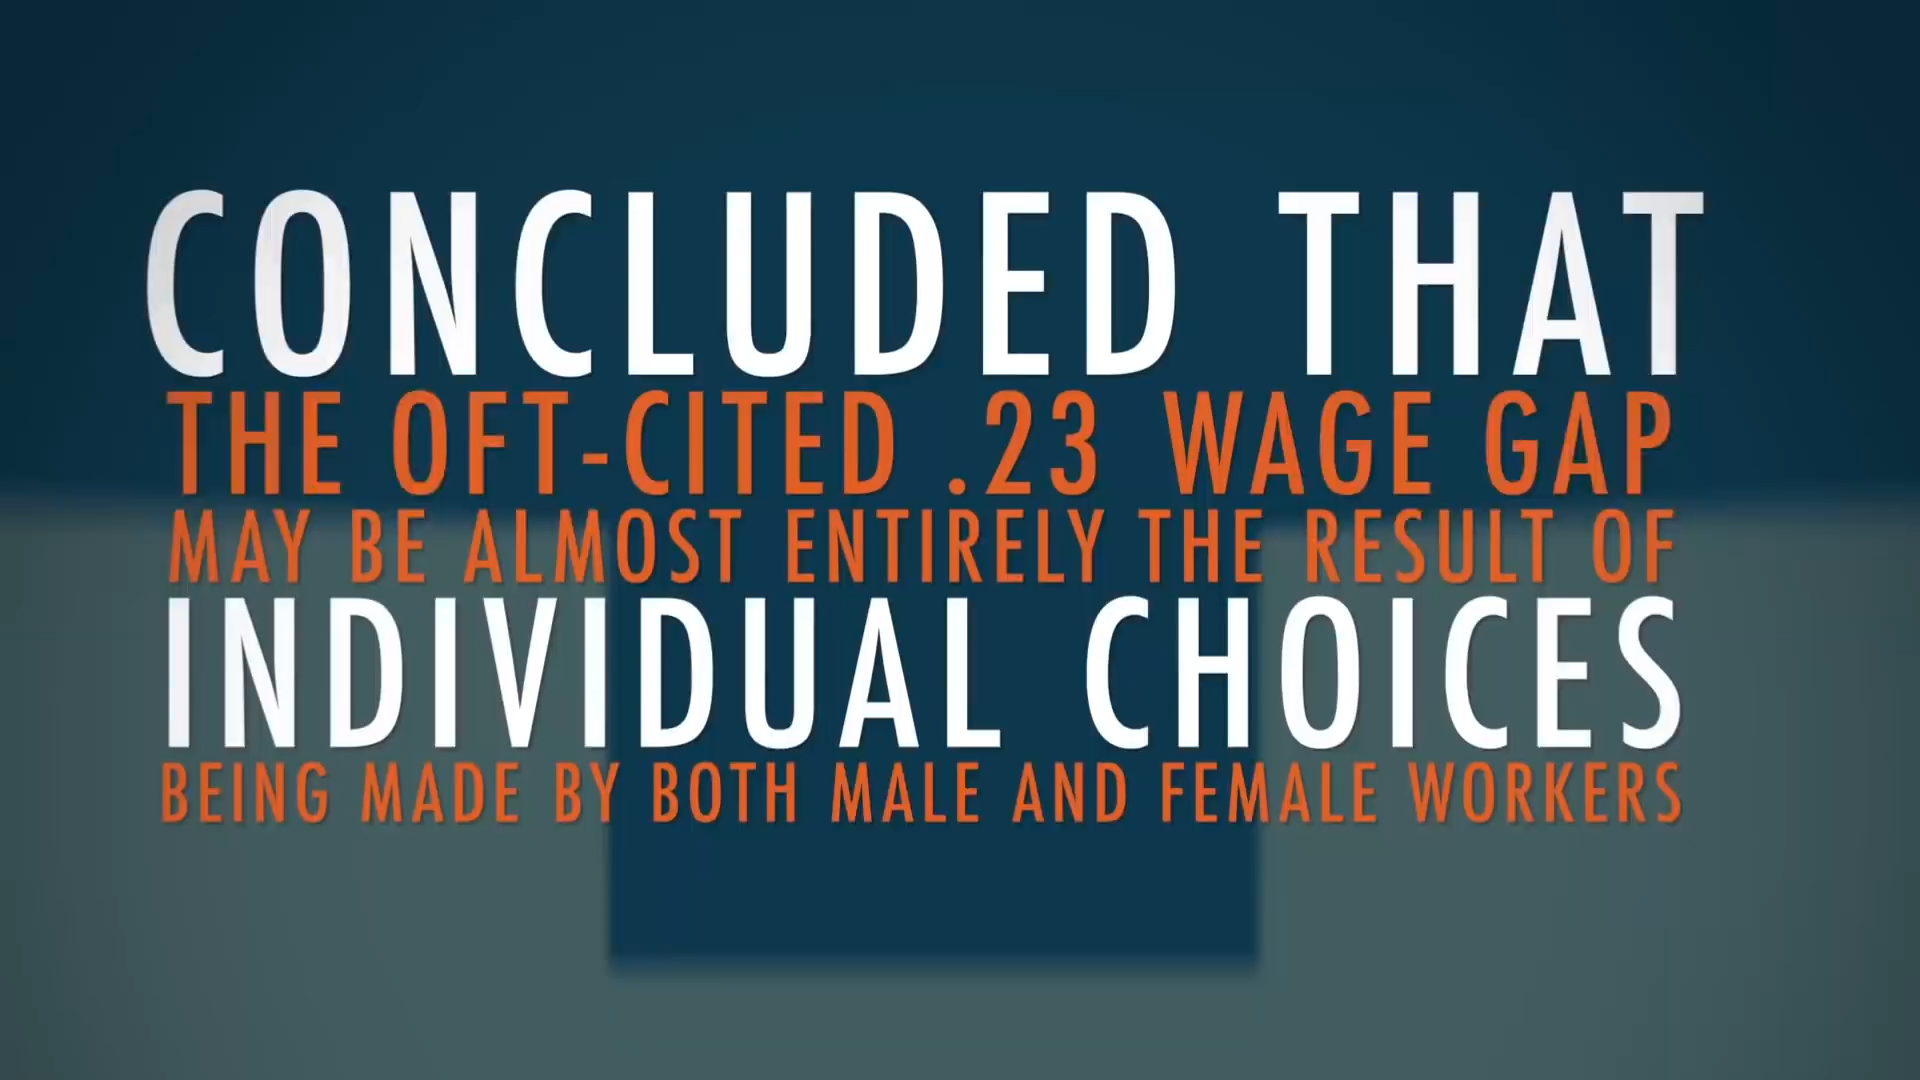 CONCLUDED THAT
THE OFT-CITED .23 WAGE GAP
MAY BE ALMOST ENTIRELY THE RESULT OF
INDIVIDUAL CHOICES
BEING MADE BY BOTH MALE AND FEMALE WORKERS